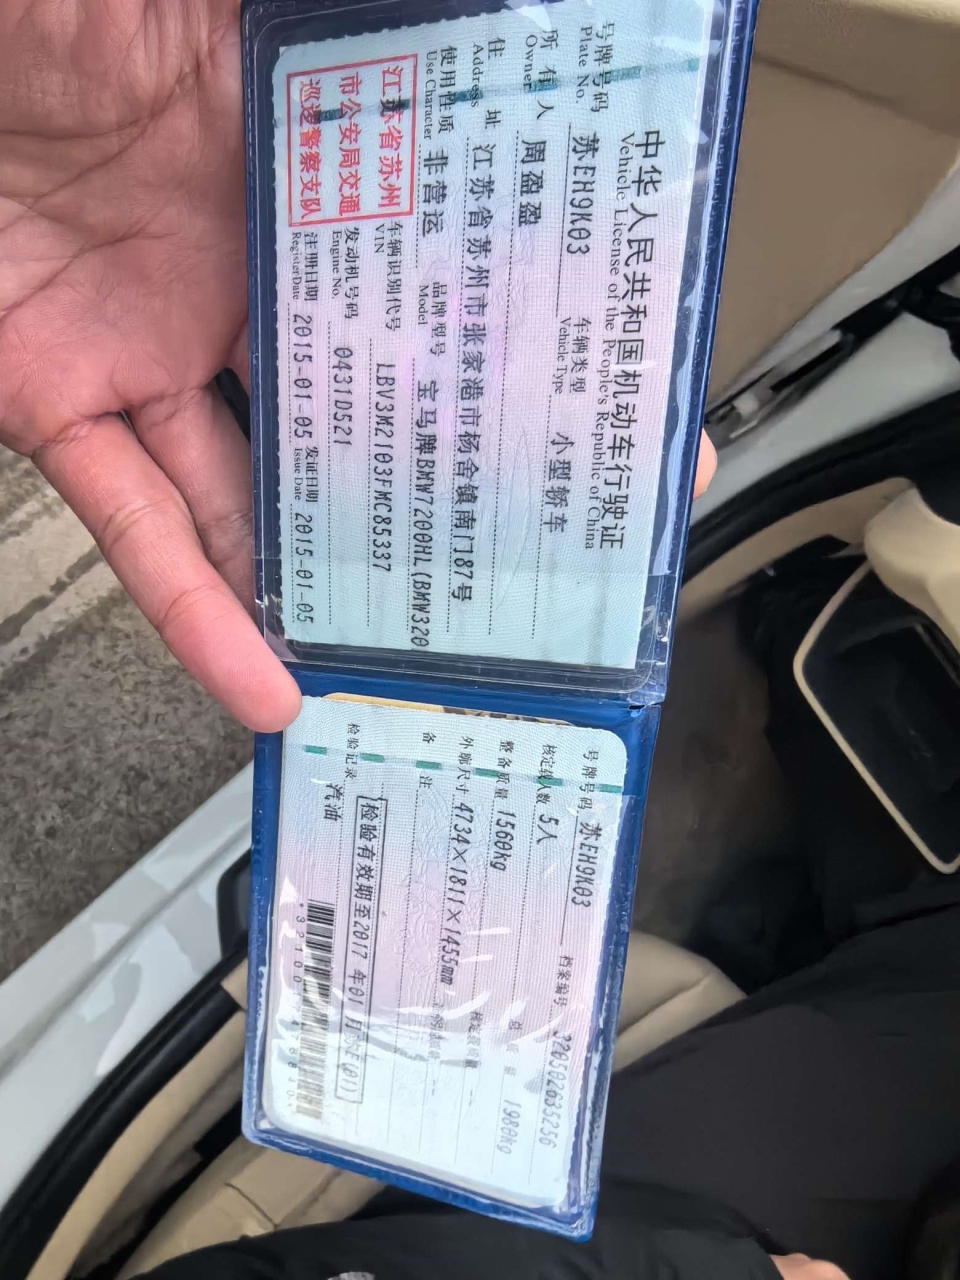 中华人民共和国机动车行驶证
Vehicle License of the People's Republic of China
号牌号码 苏EH9K03 车辆类型 小型轿车
Plate No. Vehicle Type
所有人 周盈盈
Owner
住址 江苏省苏州市张家港市杨舍镇南门187号
Address
使用性质 非营运 品牌型号 宝马牌BMW7200HL(BMW320
Use Character Model
江苏省苏州
市公安局交通
巡逻警察支队
车辆识别代号 LBV3M2103FMC85337
VIN
发动机号码 0431D521
Engine No.
注册日期 2015-01-05 发证日期 2015-01-05
Register Date Issue Date
号牌号码 苏EH9K03 档案编号 320502635256
核定载人数 5人 总质量 1980kg
整备质量 1560kg 核定载质量 --
外廓尺寸 4734×1811×1455mm
备注
检验有效期至2017年01月苏E(01)
检验记录 汽油